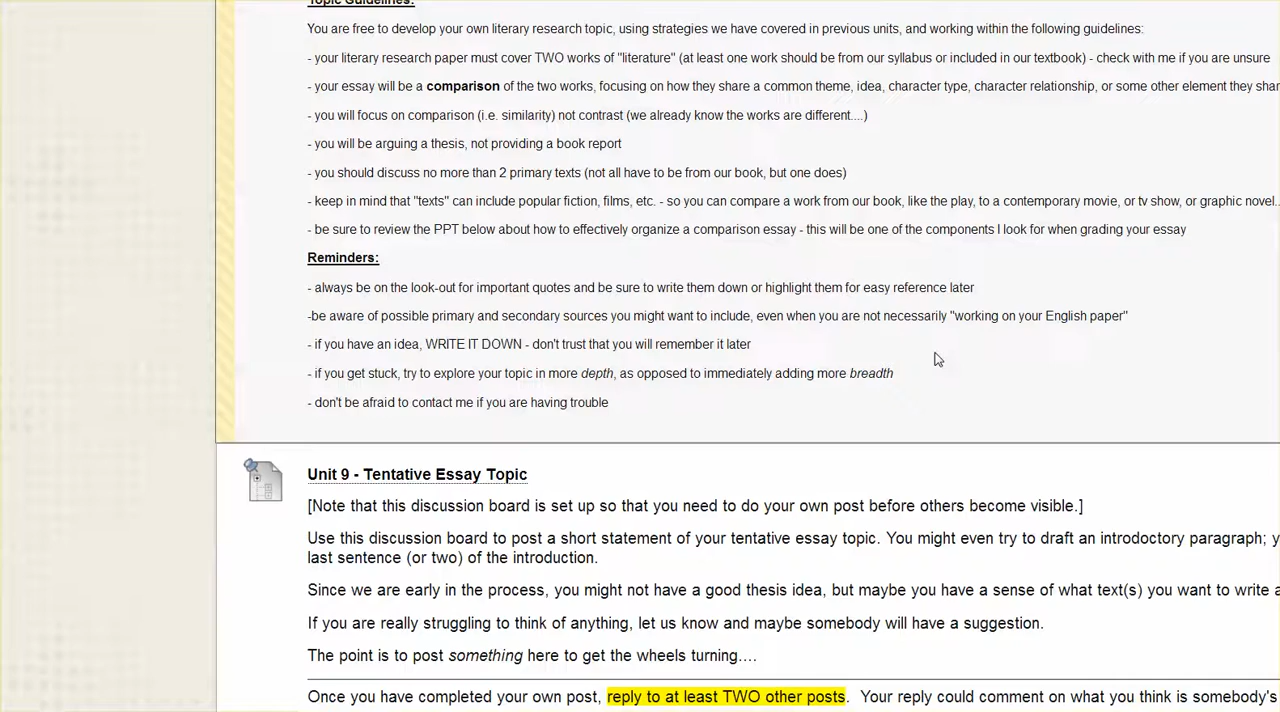 Topic Guidelines:
You are free to develop your own literary research topic, using strategies we have covered in previous units, and working within the following guidelines:
- your literary research paper must cover TWO works of "literature" (at least one work should be from our syllabus or included in our textbook) - check with me if you are unsure
- your essay will be a comparison of the two works, focusing on how they share a common theme, idea, character type, character relationship, or some other element they
- you will focus on comparison (i.e. similarity) not contrast (we already know the works are different....)
- you will be arguing a thesis, not providing a book report
- you should discuss no more than 2 primary texts (not all have to be from our book, but one does)
- keep in mind that "texts" can include popular fiction, films, etc. - so you can compare a work from our book, like the play, to a contemporary movie, or tv show, or graphic novel..
- be sure to review the PPT below about how to effectively organize a comparison essay - this will be one of the components I look for when grading your essay
Reminders:
- always be on the look-out for important quotes and be sure to write them down or highlight them for easy reference later
-be aware of possible primary and secondary sources you might want to include, even when you are not necessarily "working on your English paper"
- if you have an idea, WRITE IT DOWN - don't trust that you will remember it later
- if you get stuck, try to explore your topic in more depth, as opposed to immediately adding more breadth
- don't be afraid to contact me if you are having trouble
Unit 9 - Tentative Essay Topic
[Note that this discussion board is set up so that you need to do your own post before others become visible.]
Use this discussion board to post a short statement of your tentative essay topic. You might even try to draft an introductory paragraph;
last sentence (or two) of the introduction.
Since we are early in the process, you might not have a good thesis idea, but maybe you have a sense of what text(s) you want to write
If you are really struggling to think of anything, let us know and maybe somebody will have a suggestion.
The point is to post something here to get the wheels turning....
Once you have completed your own post, reply to at least TWO other posts. Your reply could comment on what you think is somebody's